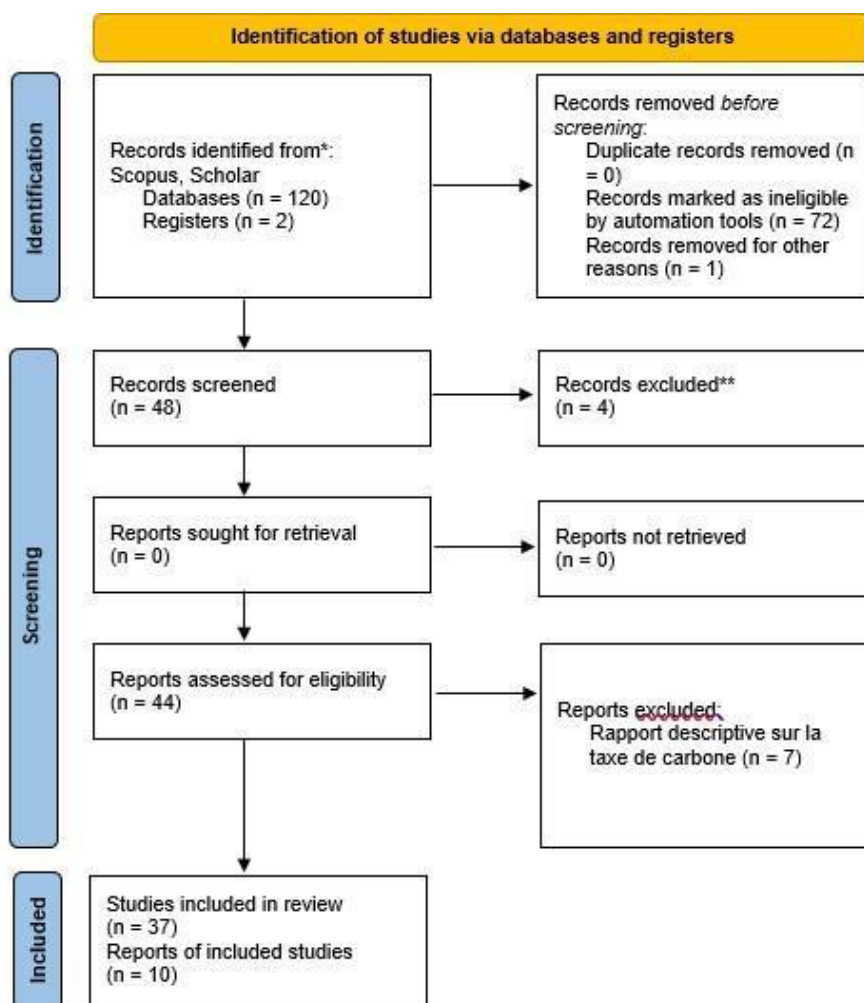 Identification of studies via databases and registers
Identification
Records identified from*:
Scopus, Scholar
Databases (n = 120)
Registers (n = 2)
Records removed before
screening:
Duplicate records removed (n
= 0)
Records marked as ineligible
by automation tools (n = 72)
Records removed for other
reasons (n = 1)
Screening
Records screened
(n = 48)
Records excluded**
(n = 4)
Reports sought for retrieval
(n = 0)
Reports not retrieved
(n = 0)
Reports assessed for eligibility
(n = 44)
Reports excluded:
Rapport descriptive sur la
taxe de carbone (n = 7)
Included
Studies included in review
(n = 37)
Reports of included studies
(n = 10)